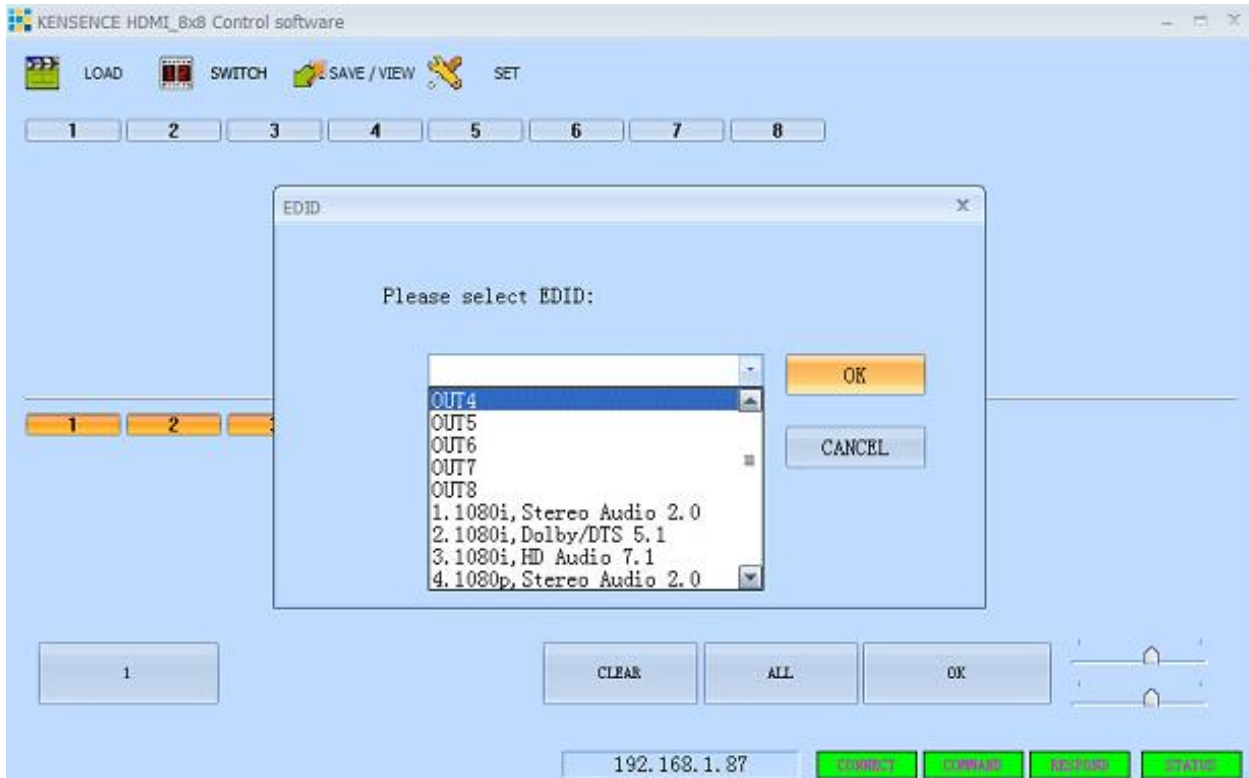 KENSENCE HDMI_8x8 Control software
LOAD SWITCH SAVE / VIEW SET
1 2 3 4 5 6 7 8
EDID
Please select EDID:
OK
OUT4
OUT5
1 2
OUT6
CANCEL
OUT7
OUT8
1.1080i,Stereo Audio 2.0
2.1080i,Dolby/DTS 5.1
3.1080i,HD Audio 7.1
4.1080p,Stereo Audio 2.0
1 CLEAR ALL OK
192.168.1.87 CONNECT COMMAND RESPOND STATUS